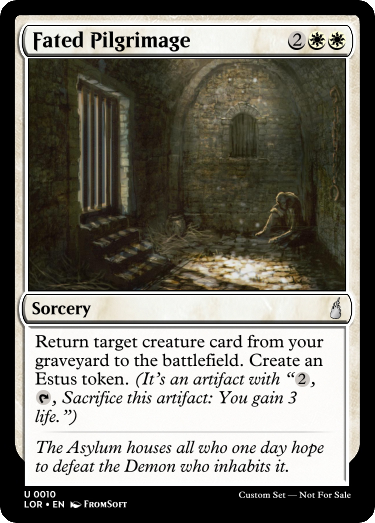 Fated Pilgrimage 2
Sorcery
Return target creature card from your
graveyard to the battlefield. Create an
Estus token. (It's an artifact with “2,
, Sacrifice this artifact: You gain 3
life.”)
The Asylum houses all who one day hope
to defeat the Demon who inhabits it.
U 0010
LOR • EN FROMSOFT
Custom Set — Not For Sale